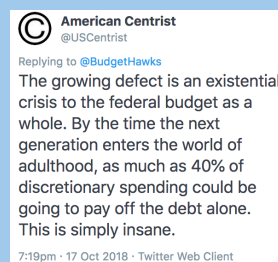 American Centrist
@USCentrist
Replying to @BudgetHawks
The growing defect is an existential
crisis to the federal budget as a
whole. By the time the next
generation enters the world of
adulthood, as much as 40% of
discretionary spending could be
going to pay off the debt alone.
This is simply insane.
7:19pm · 17 Oct 2018 · Twitter Web Client